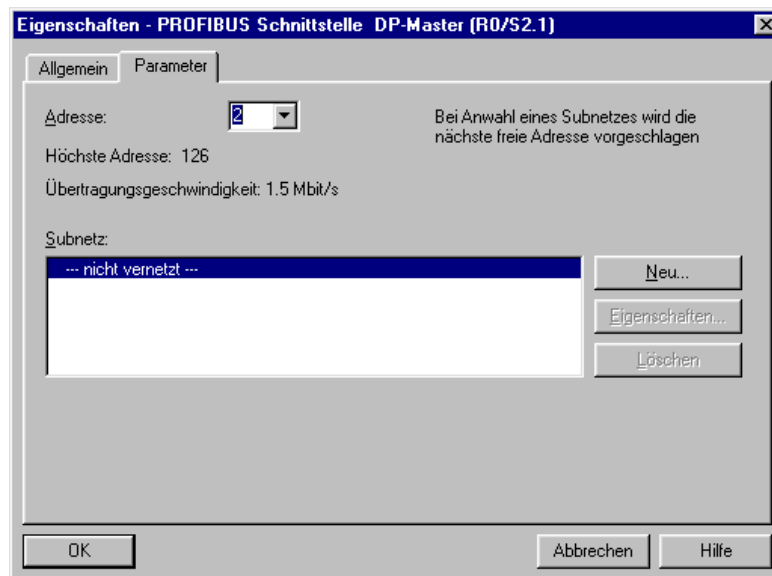 Eigenschaften - PROFIBUS Schnittstelle DP-Master (R0/S2.1)
Allgemein Parameter
Adresse: 2
Bei Anwahl eines Subnetzes wird die
nächste freie Adresse vorgeschlagen
Höchste Adresse: 126
Übertragungsgeschwindigkeit: 1.5 Mbit/s
Subnetz:
--- nicht vernetzt ---
Neu...
Eigenschaften...
Löschen
OK Abbrechen Hilfe